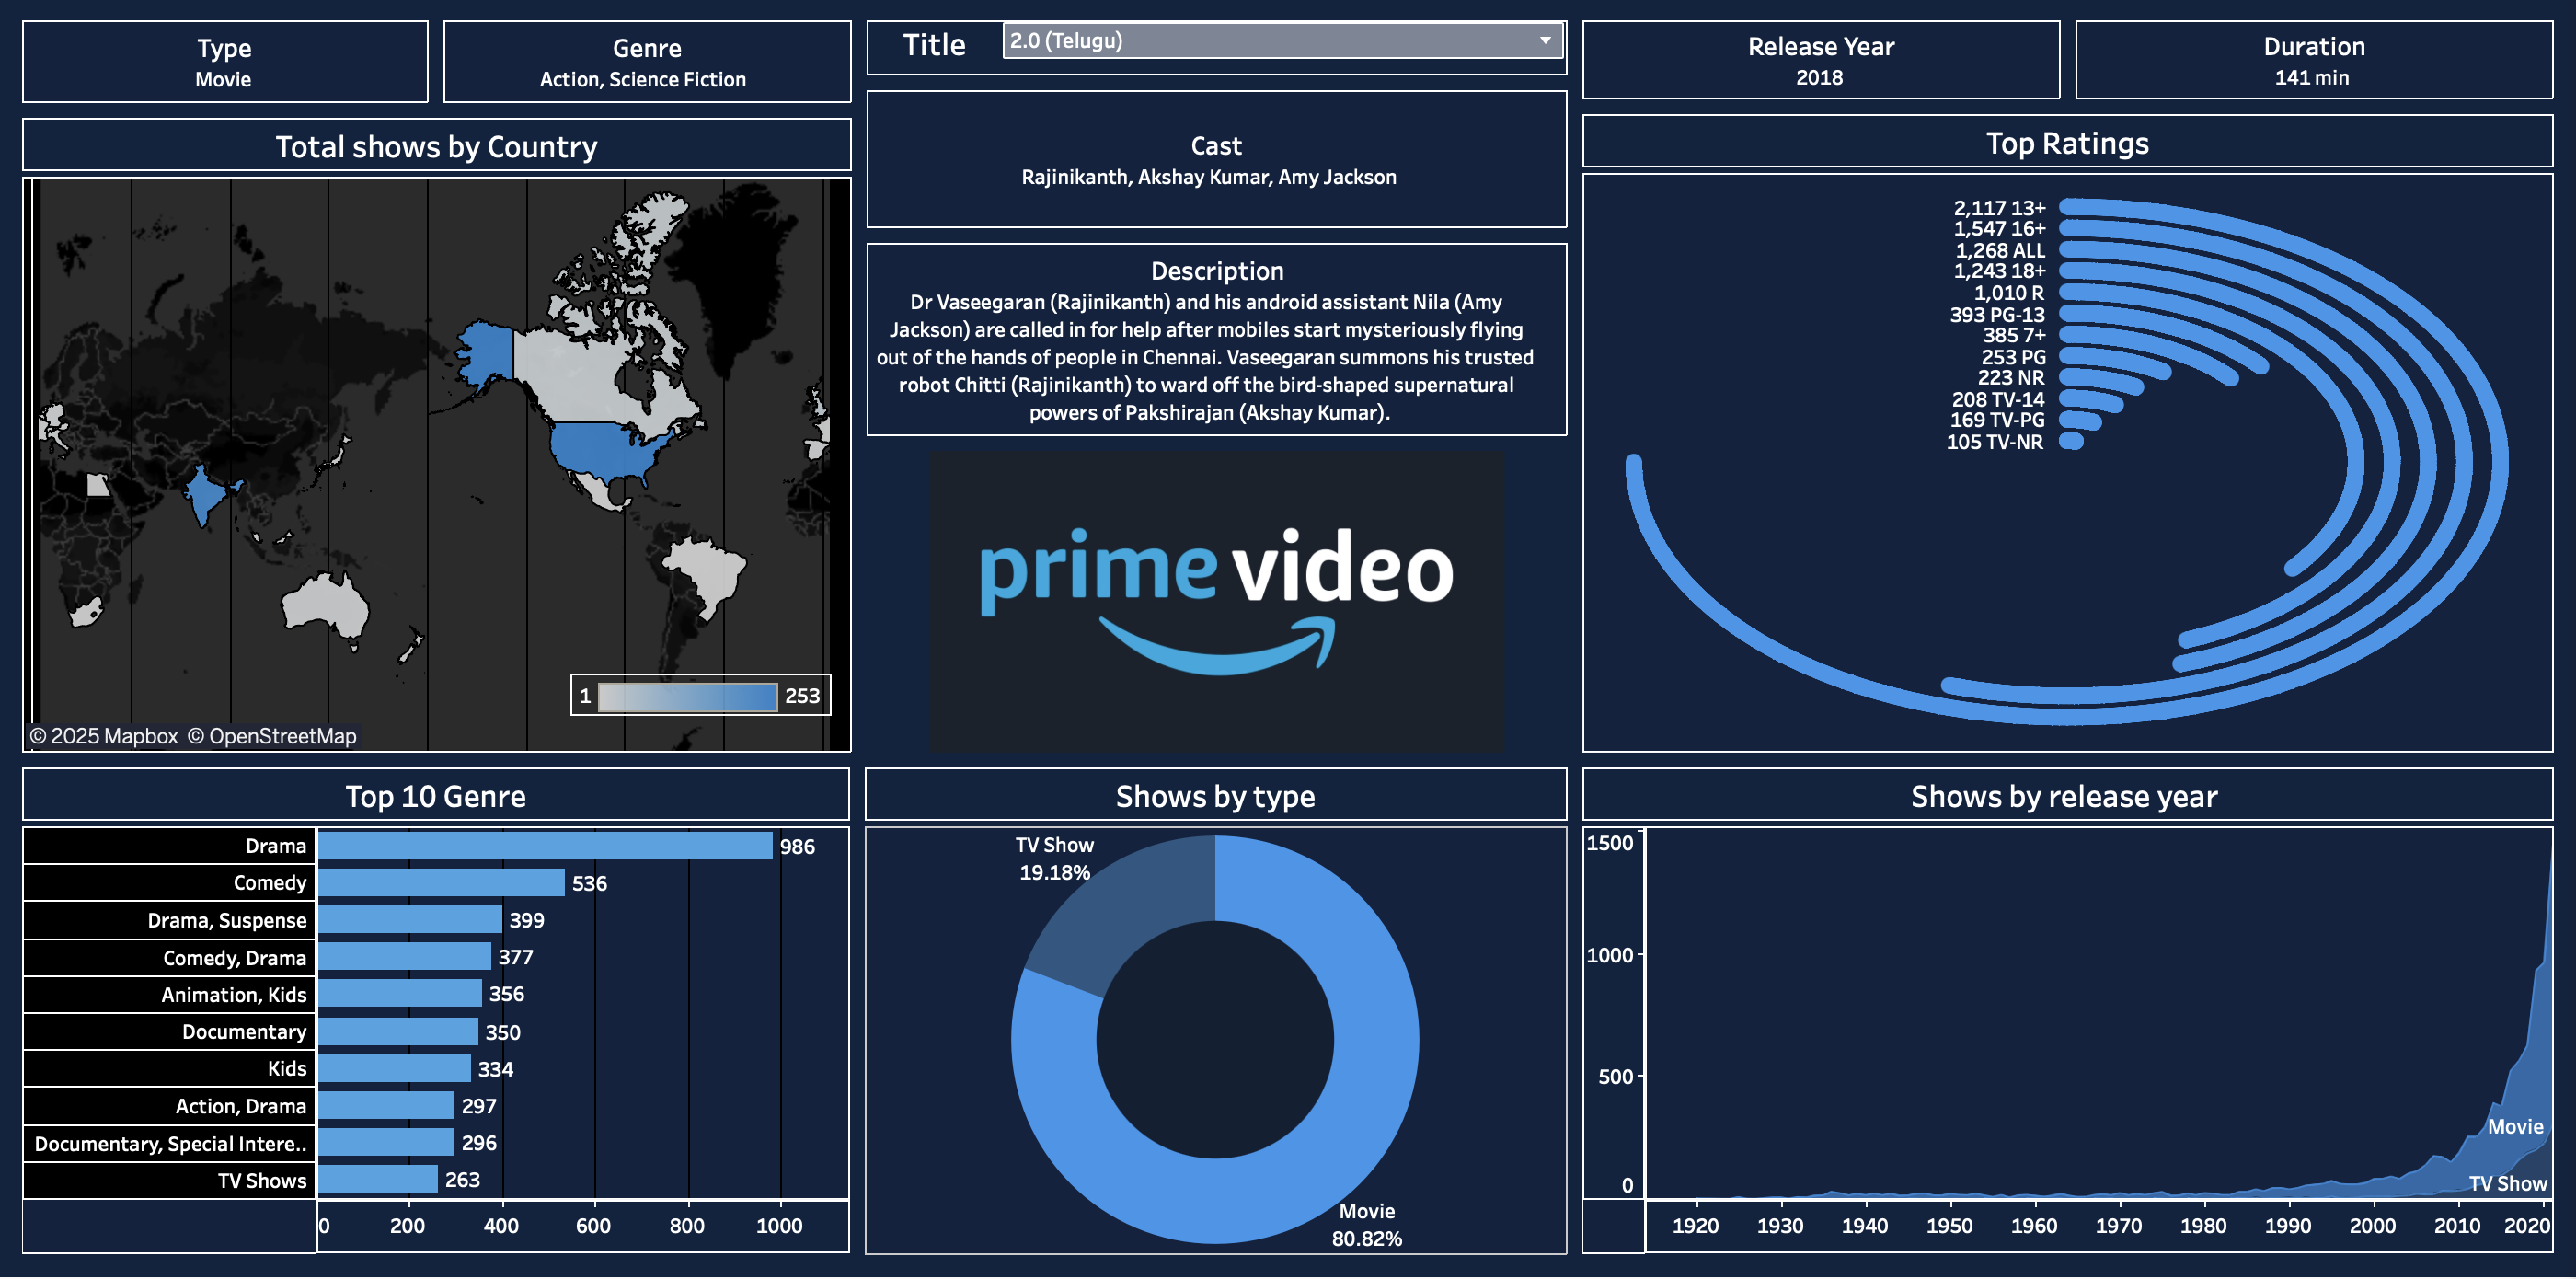 Type
Movie
Genre
Action, Science Fiction
Title
2.0 (Telugu)
Release Year
2018
Duration
141 min
Total shows by Country
1
253
© 2025 Mapbox © OpenStreetMap
Cast
Rajinikanth, Akshay Kumar, Amy Jackson
Description
Dr Vaseegaran (Rajinikanth) and his android assistant Nila (Amy
Jackson) are called in for help after mobiles start mysteriously flying
out of the hands of people in Chennai. Vaseegaran summons his trusted
robot Chitti (Rajinikanth) to ward off the bird-shaped supernatural
powers of Pakshirajan (Akshay Kumar).
prime video
Top Ratings
2,117 13+
1,547 16+
1,268 ALL
1,243 18+
1,010 R
393 PG-13
385 7+
253 PG
223 NR
208 TV-14
169 TV-PG
105 TV-NR
Top 10 Genre
Drama 986
Comedy 536
Drama, Suspense 399
Comedy, Drama 377
Animation, Kids 356
Documentary 350
Kids 334
Action, Drama 297
Documentary, Special Intere.. 296
TV Shows 263
0 200 400 600 800 1000
Shows by type
TV Show
19.18%
Movie
80.82%
Shows by release year
1500
1000
500
0
Movie
TV Show
1920 1930 1940 1950 1960 1970 1980 1990 2000 2010 2020